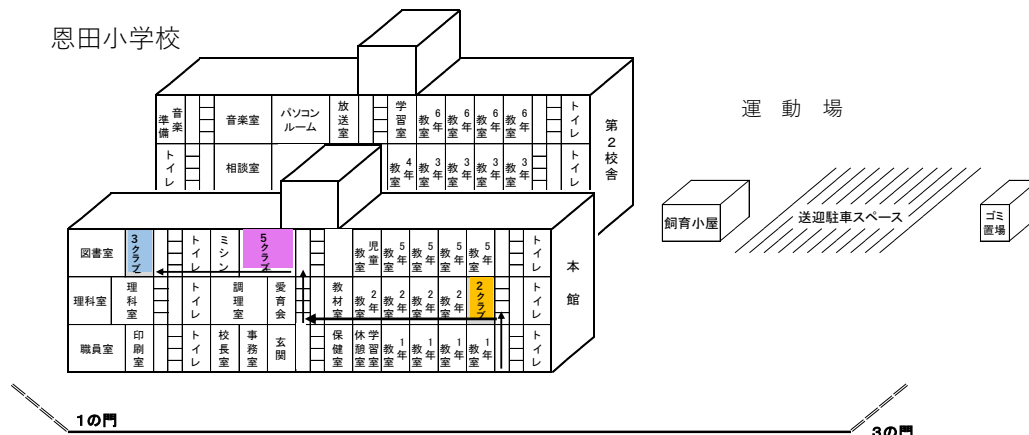 恩田小学校
運動場
音楽
準備
音楽室
パソコン
ルーム
放送室
学習室
6年
教室
6年
教室
6年
教室
6年
教室
トイレ
第2校舎
トイレ
相談室
4年
教室
3年
教室
3年
教室
3年
教室
3年
教室
トイレ
飼育小屋
送迎駐車スペース
ゴミ
置場
図書室
3クラブ
トイレ
ミシン
5クラブ
児童
教室
5年
教室
5年
教室
5年
教室
5年
教室
トイレ
本館
理科室
理科室
トイレ
調理室
愛育会
教材室
2年
教室
2年
教室
2年
教室
2年
教室
2クラブ
トイレ
職員室
印刷室
トイレ
校長室
事務室
玄関
保健室
学習室
休憩室
1年
教室
1年
教室
1年
教室
1年
教室
トイレ
1の門
3の門